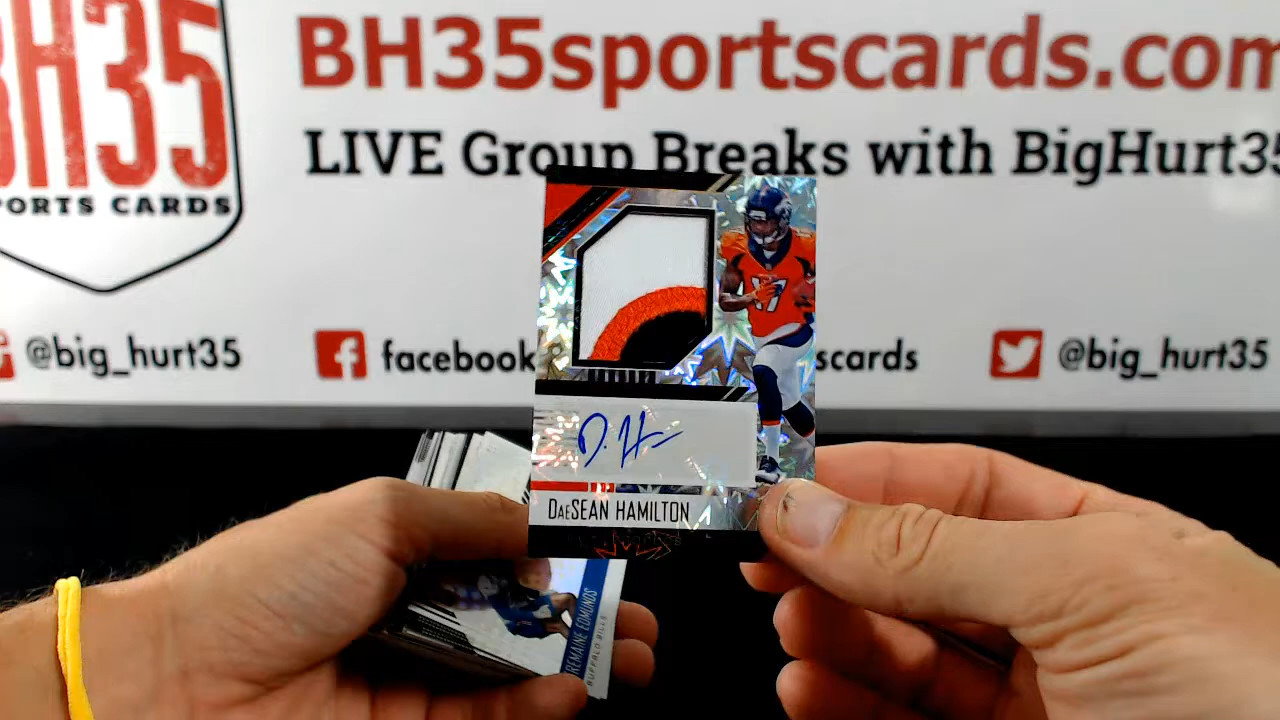 BH35
SPORTS CARDS
BH35sportscards.com
LIVE Group Breaks with BigHurt35
@big_hurt35
facebook
scards
@big_hurt35
17
D. H
DaeSEAN HAMILTON
REMAINE EDMUNDS
BUFFALO BILLS